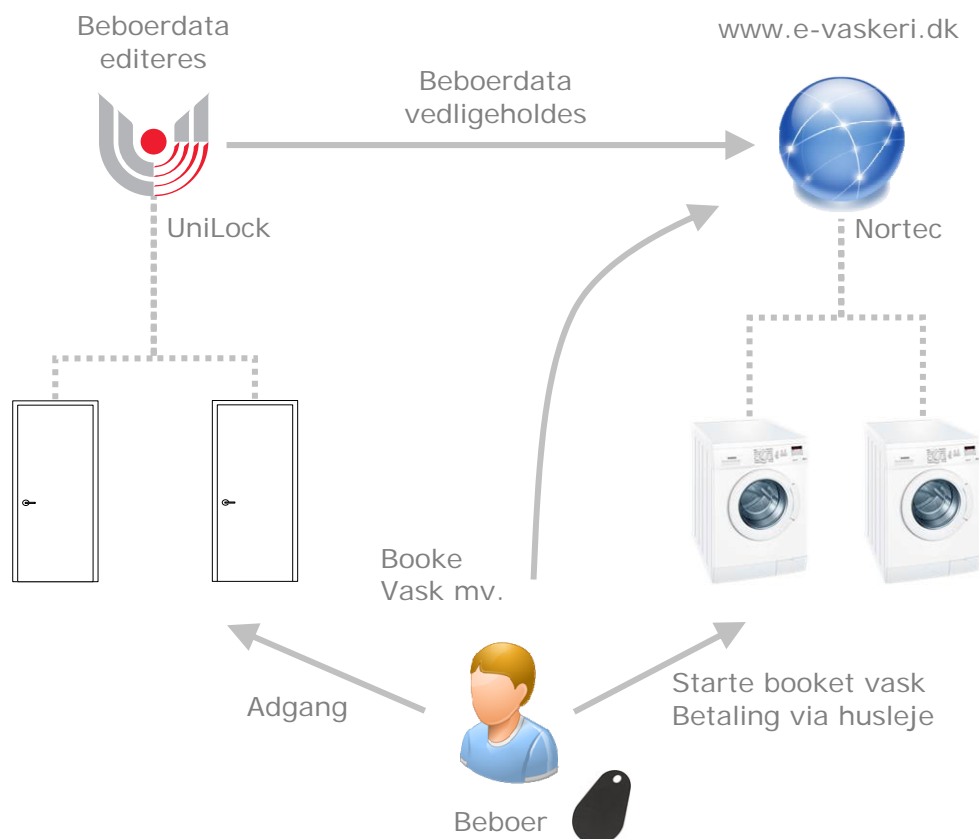 Beboerdata
editeres
www.e-vaskeri.dk
Beboerdata
vedligeholdes
UniLock
Nortec
Booke
Vask mv.
Adgang
Starte booket vask
Betaling via husleje
Beboer